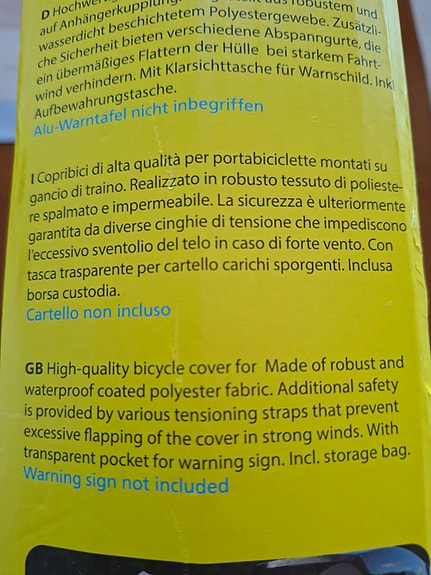 D Hochwertig
auf Anhängerkupplung. aus robustem und
wasserdicht beschichtetem Polyestergewebe. Zusätzli-
che Sicherheit bieten verschiedene Abspanngurte, die
ein übermäßiges Flattern der Hülle bei starkem Fahrt-
wind verhindern. Mit Klarsichttasche für Warnschild. Inkl
Aufbewahrungstasche.
Alu-Warntafel nicht inbegriffen
I Copribici di alta qualità per portabiciclette montati su
gancio di traino. Realizzato in robusto tessuto di polieste-
re spalmato e impermeabile. La sicurezza è ulteriormente
garantita da diverse cinghie di tensione che impediscono
l'eccessivo sventolio del telo in caso di forte vento. Con
tasca trasparente per cartello carichi sporgenti. Inclusa
borsa custodia.
Cartello non incluso
GB High-quality bicycle cover for Made of robust and
waterproof coated polyester fabric. Additional safety
is provided by various tensioning straps that prevent
excessive flapping of the cover in strong winds. With
transparent pocket for warning sign. Incl. storage bag.
Warning sign not included